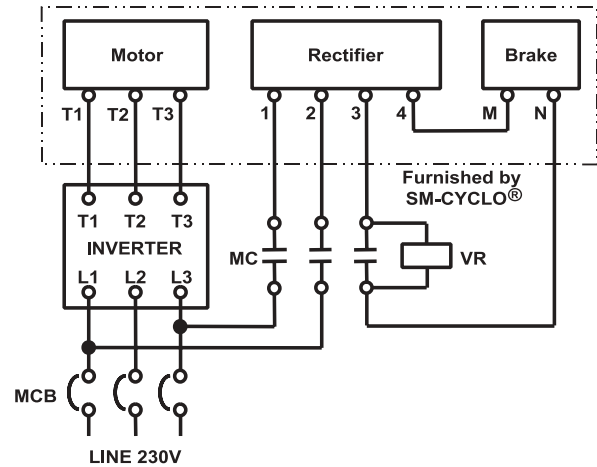 Motor
Rectifier
Brake
T1 T2 T3
1 2 3 4
M N
Furnished by
SM-CYCLO®
T1 T2 T3
INVERTER
L1 L2 L3
MC
VR
MCB
LINE 230V